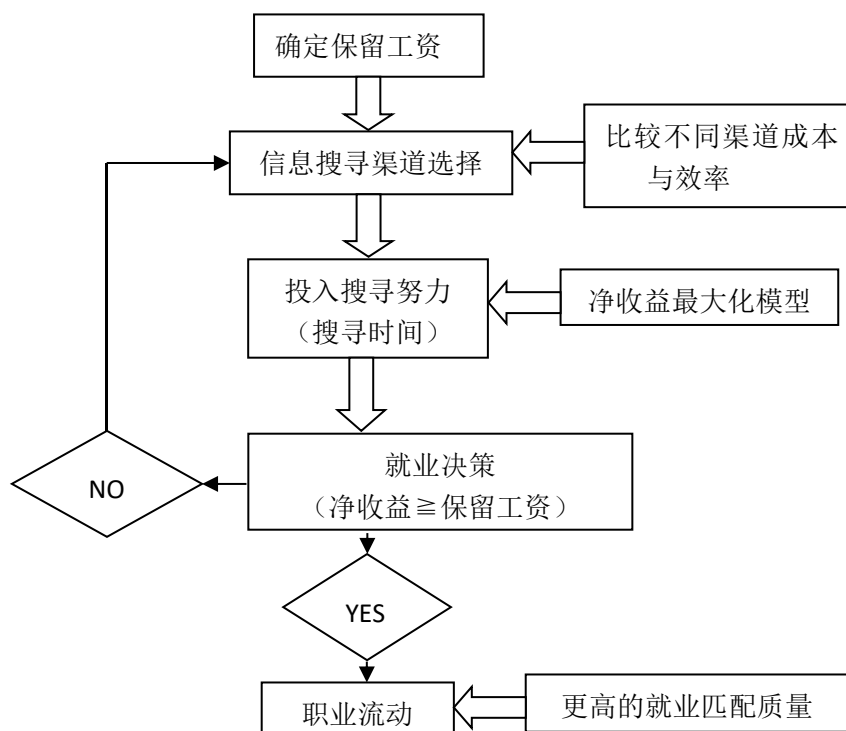 确定保留工资
信息搜寻渠道选择
比较不同渠道成本
与效率
投入搜寻努力
（搜寻时间）
净收益最大化模型
就业决策
（净收益≧保留工资）
NO
YES
职业流动
更高的就业匹配质量